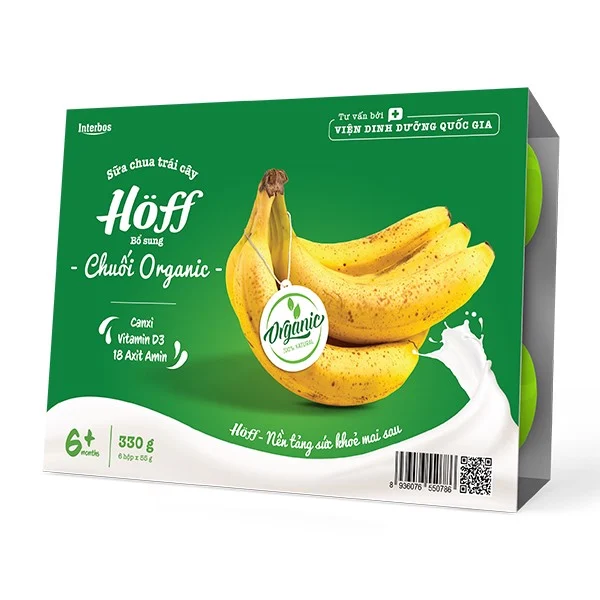 Interbos
Tư vấn bởi
VIỆN DINH DƯỠNG QUỐC GIA
Sữa chua trái cây
Höff
Bổ sung
- Chuối Organic -
Canxi
Vitamin D3
18 Axit Amin
Organic
100% NATURAL
Höff - Nền tảng sức khoẻ mai sau
6+
months
330 g
6 hộp x 55 g
8 936076 550786